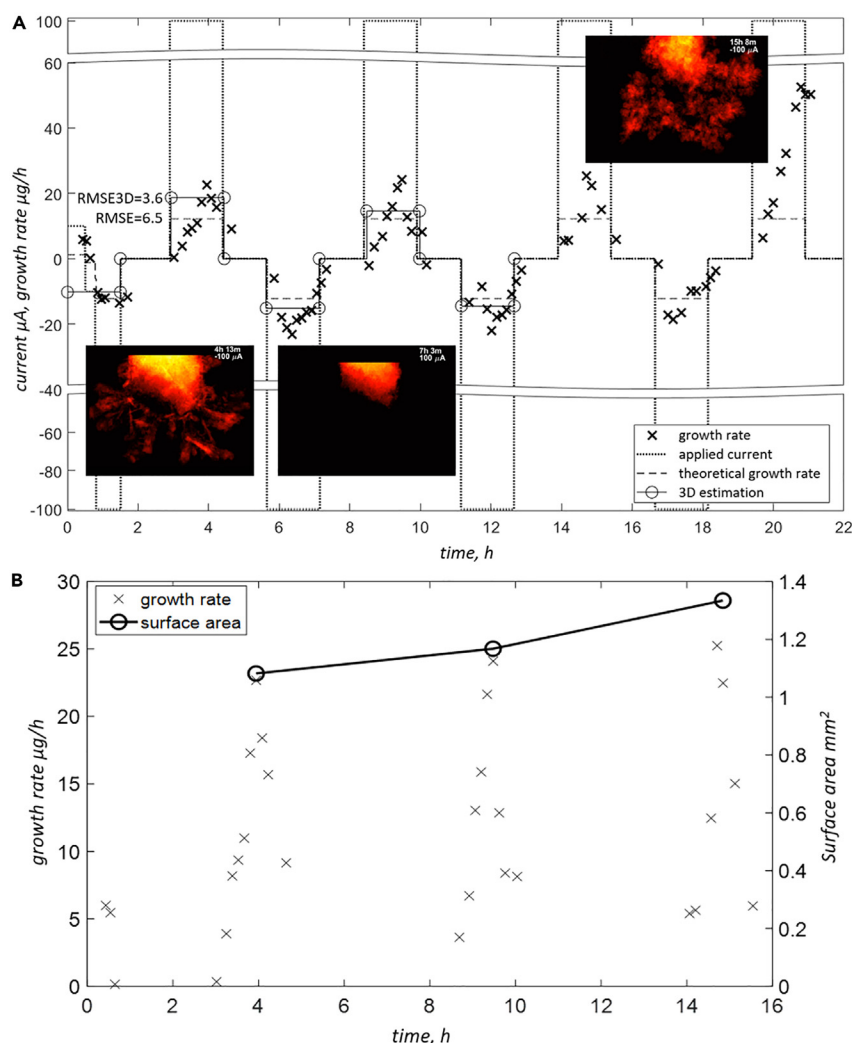 A
100
60
40
20
0
-20
-40
-60
-80
-100
current μA, growth rate μg/h
RMSE3D=3.6
RMSE=6.5
15h 8m
-100 μA
4h 13m
-100 μA
7h 3m
100 μA
growth rate
applied current
theoretical growth rate
3D estimation
0 2 4 6 8 10 12 14 16 18 20 22
time, h
B
30
25
20
15
10
5
0
growth rate μg/h
growth rate
surface area
1.4
1.2
1
0.8
0.6
0.4
0.2
0
Surface area mm²
0 2 4 6 8 10 12 14 16
time, h